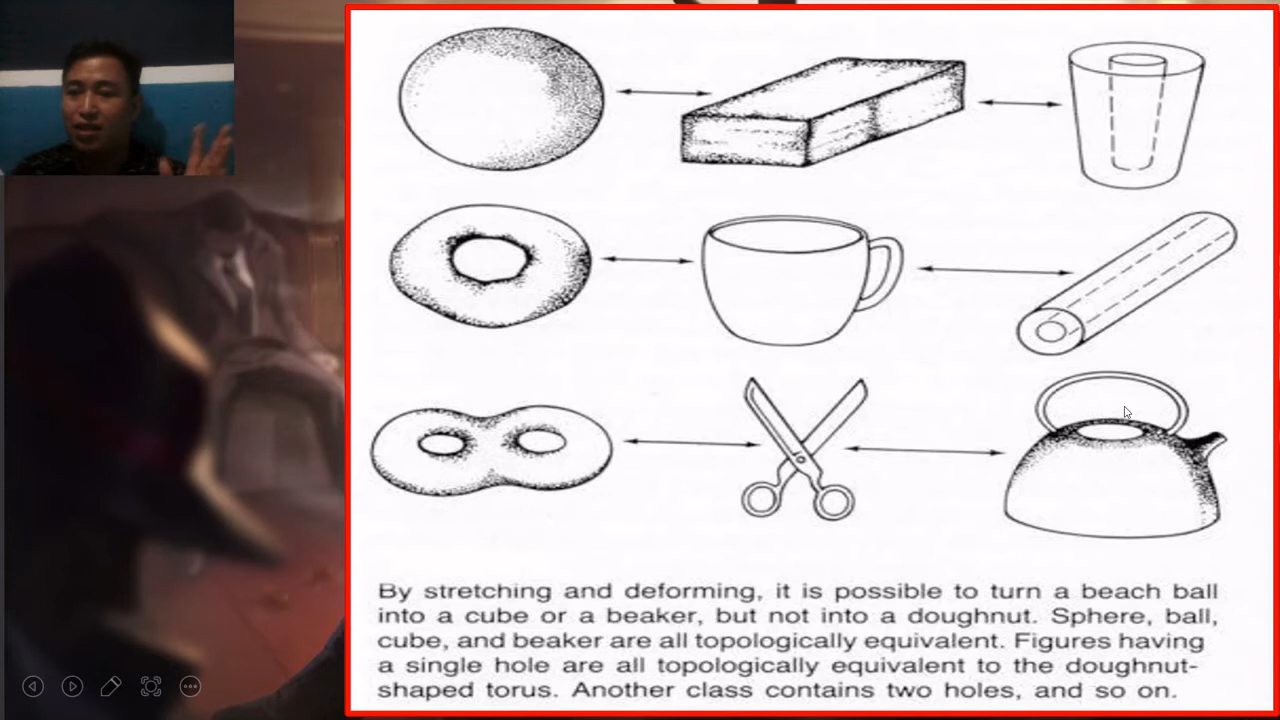 By stretching and deforming, it is possible to turn a beach ball
into a cube or a beaker, but not into a doughnut. Sphere, ball,
cube, and beaker are all topologically equivalent. Figures having
a single hole are all topologically equivalent to the doughnut-
shaped torus. Another class contains two holes, and so on.